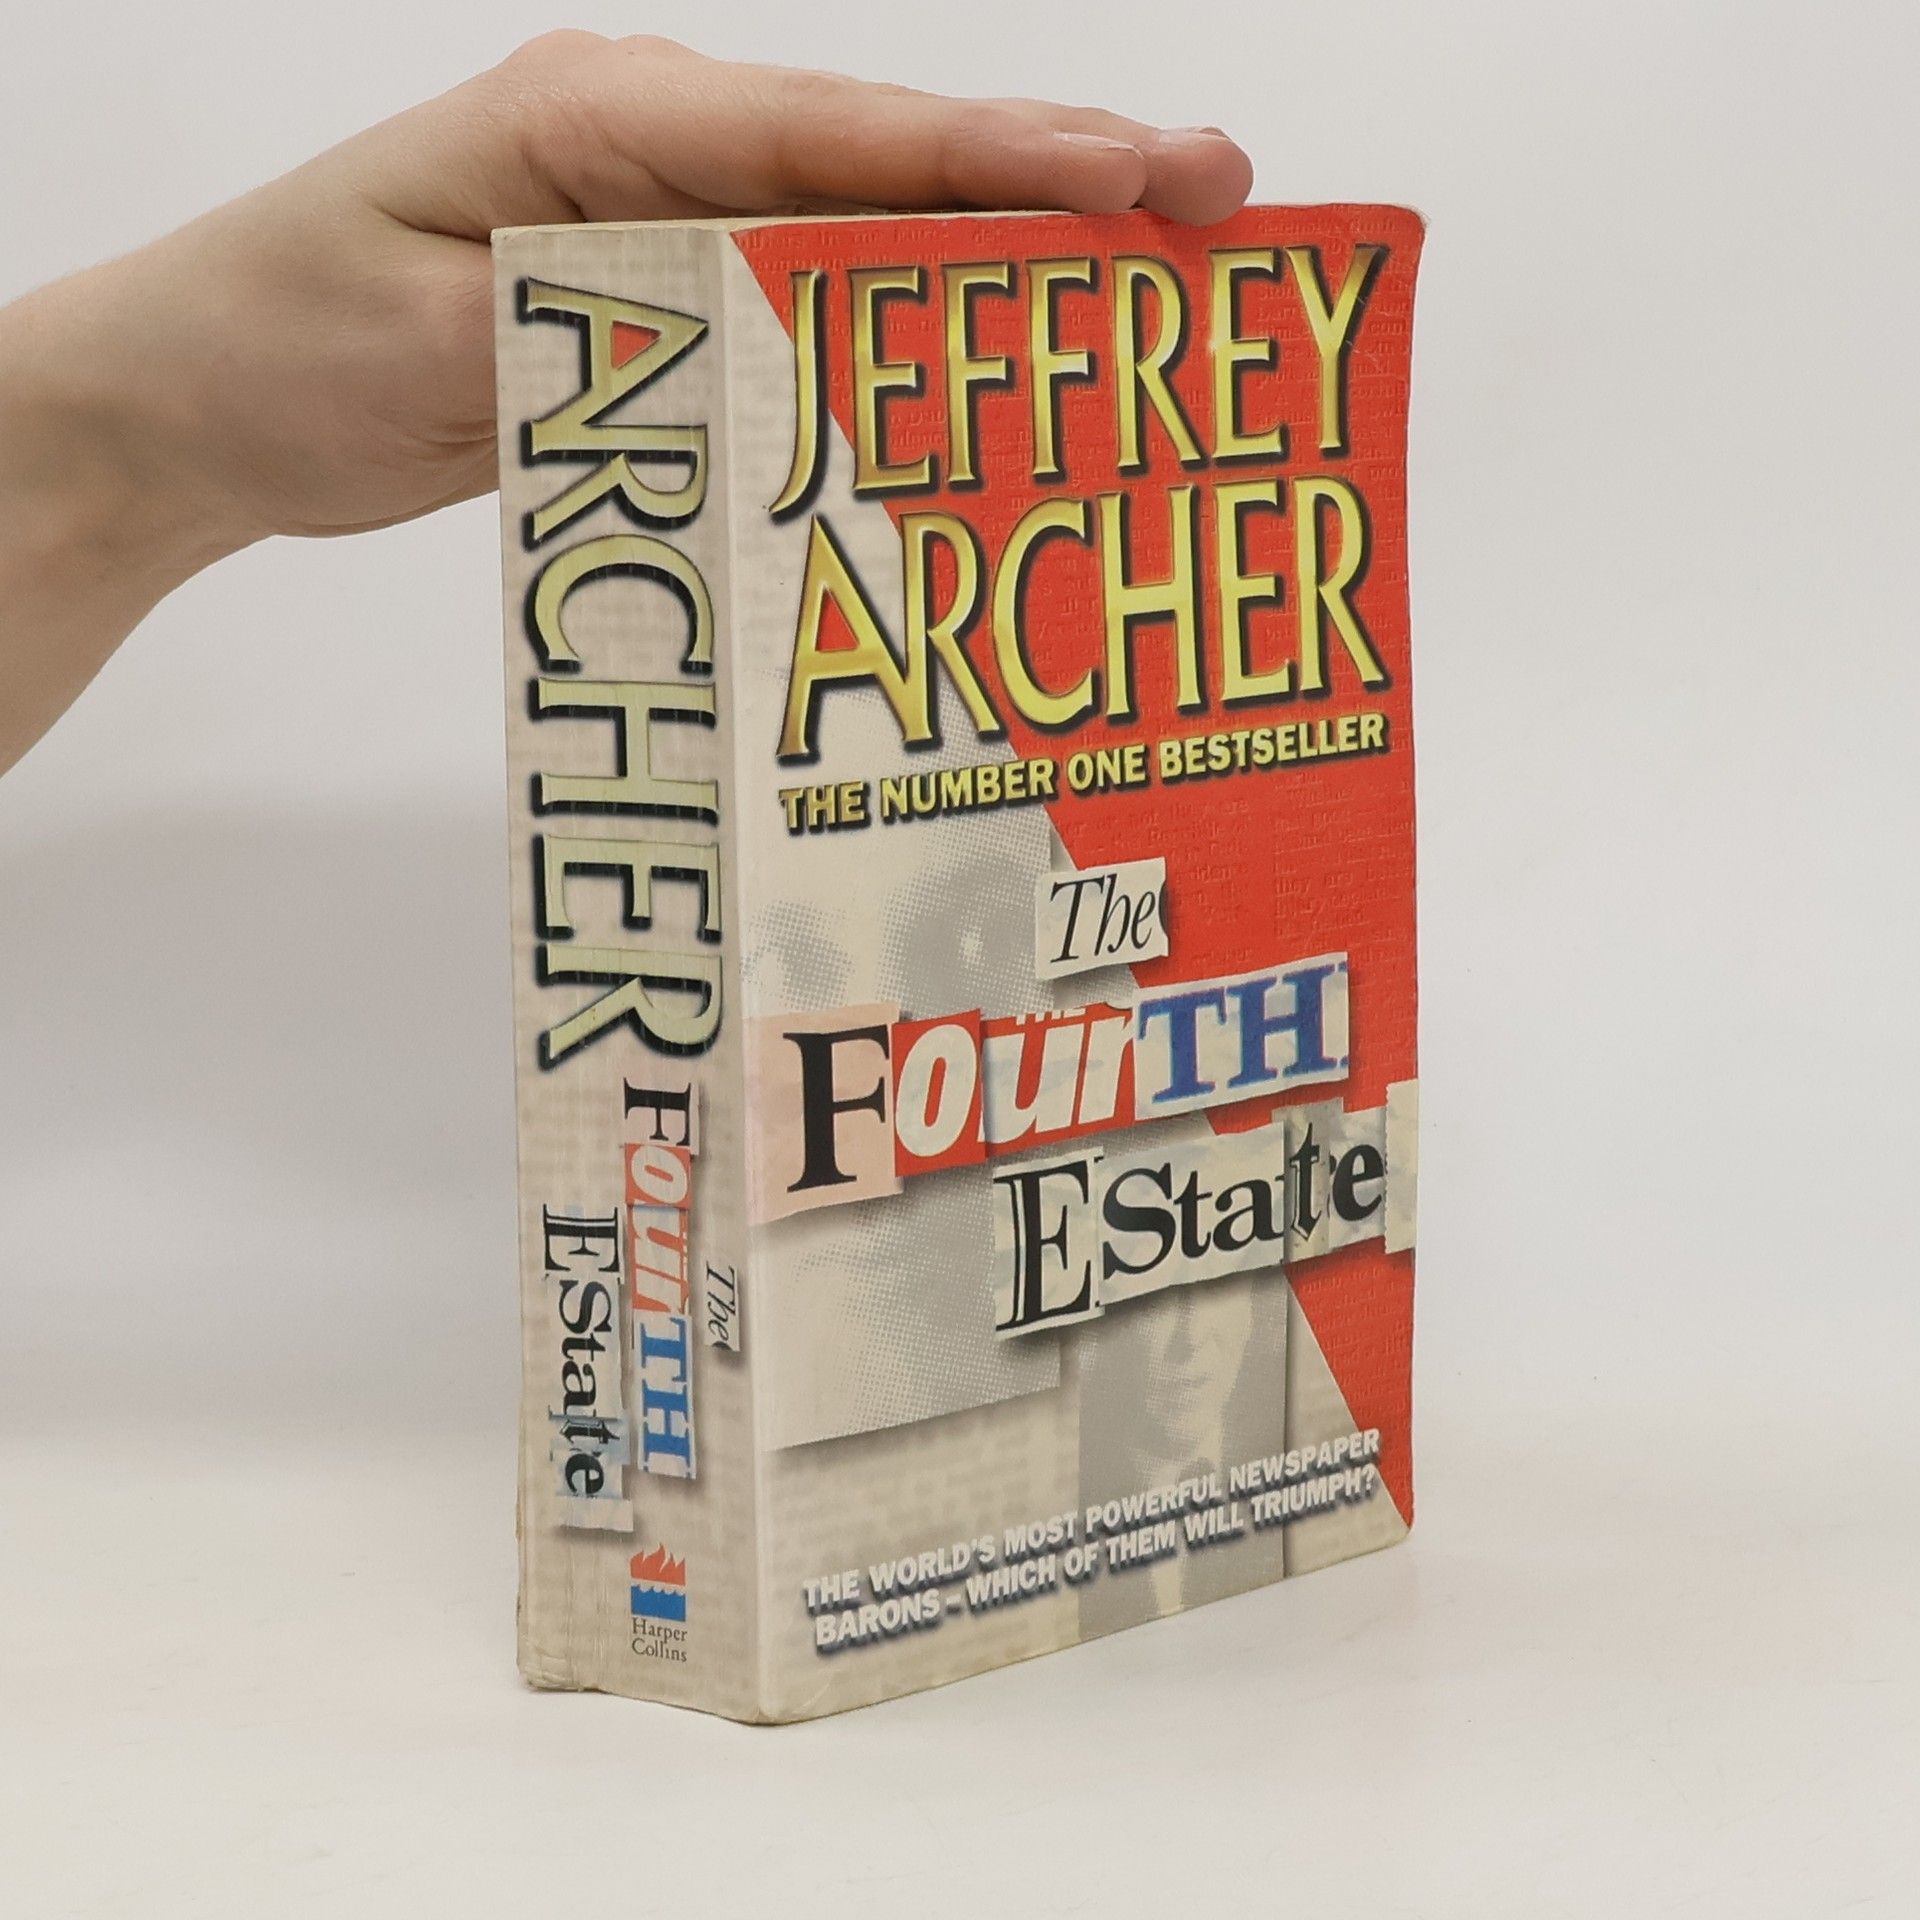 ARCHER
The
FOURTH
EState
Harper
Collins
JEFFREY
ARCHER
THE NUMBER ONE BESTSELLER
The
FOURTH
EState
THE WORLD'S MOST POWERFUL NEWSPAPER
BARONS – WHICH OF THEM WILL TRIUMPH?